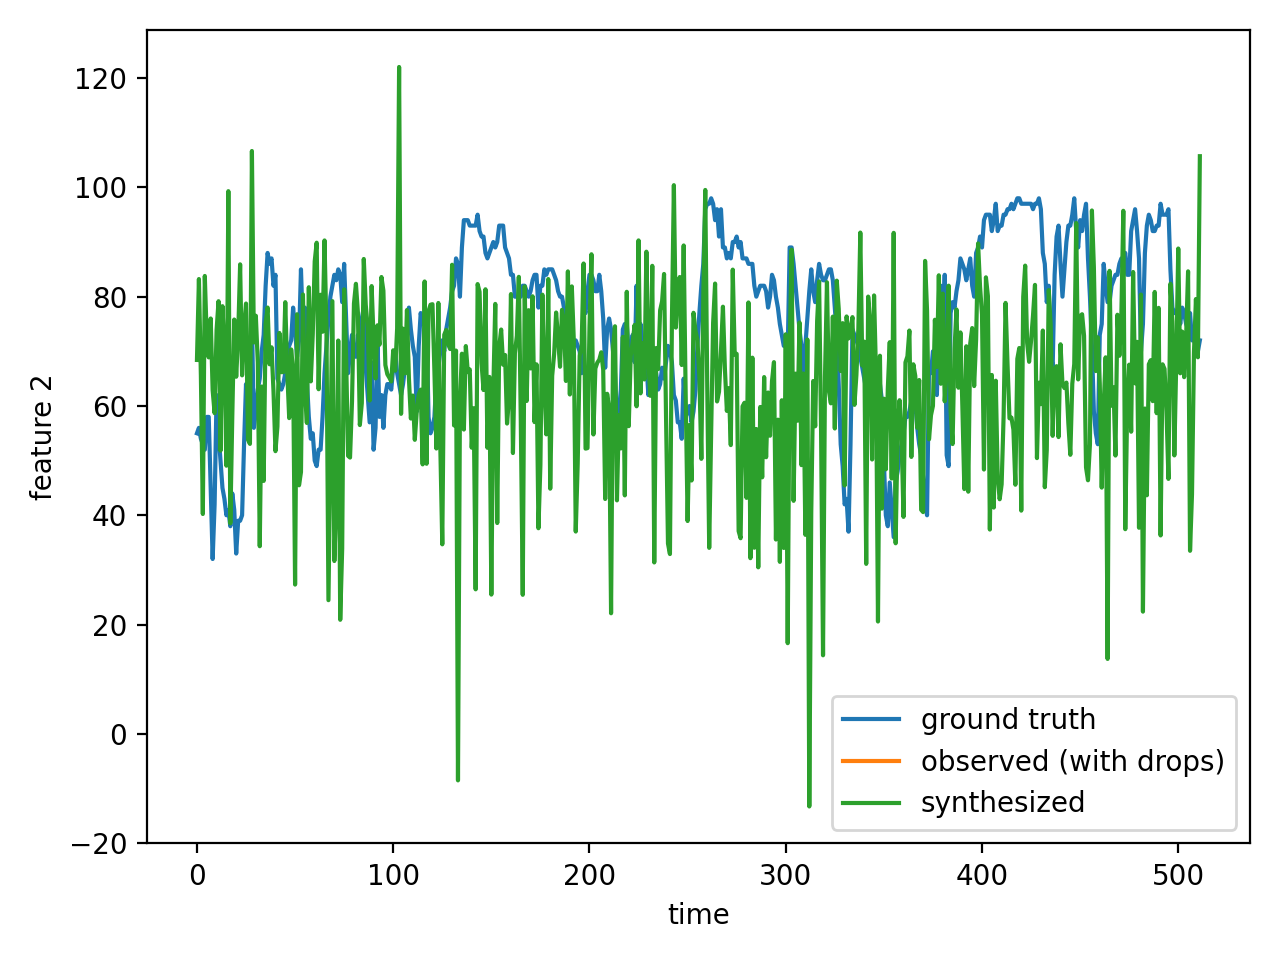 120
100
80
60
40
20
0
−20
feature 2
0 100 200 300 400 500
time
ground truth
observed (with drops)
synthesized